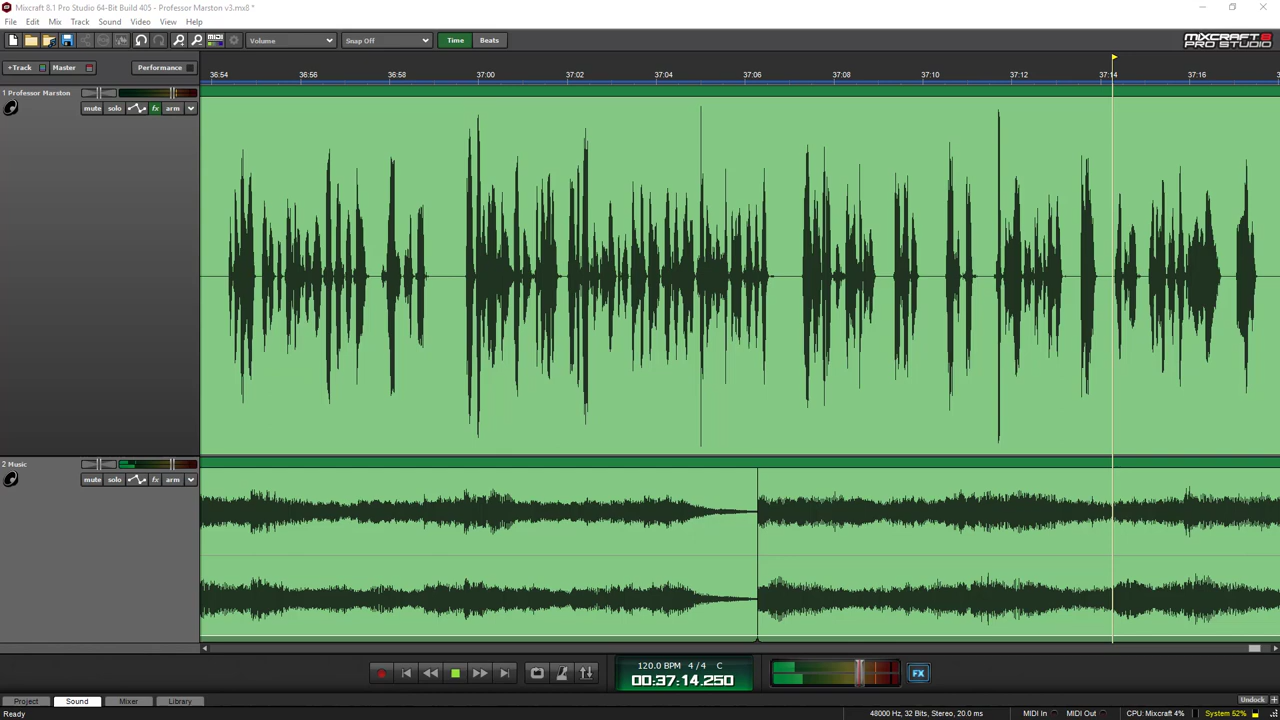 Mixcraft 8.1 Pro Studio 64-Bit Build 405 - Professor Marston v3.mx8 *
File Edit Mix Track Sound Video View Help
Volume Snap Off Time Beats MIXCRAFT 8 PRO STUDIO
+Track Master Performance
36:54 36:56 36:58 37:00 37:02 37:04 37:06 37:08 37:10 37:12 37:14 37:16
1 Professor Marston
mute solo fx arm
2 Music
mute solo fx arm
120.0 BPM 4/4 C
00:37:14.250
FX
Project Sound Mixer Library Undock
Ready 48000 Hz, 32 Bits, Stereo, 20.0 ms MIDI In MIDI Out CPU: Mixcraft 4% System 52%